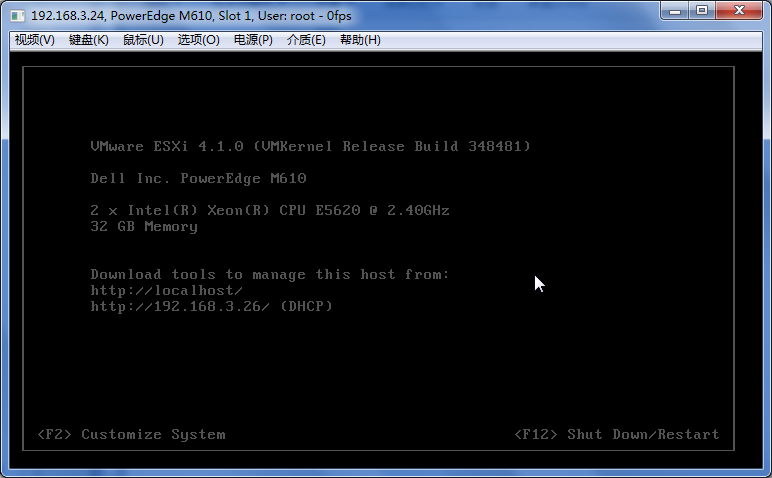 192.168.3.24, PowerEdge M610, Slot 1, User: root - 0fps
视频(V) 键盘(K) 鼠标(U) 选项(O) 电源(P) 介质(E) 帮助(H)
VMware ESXi 4.1.0 (VMKernel Release Build 348481)
Dell Inc. PowerEdge M610
2 x Intel(R) Xeon(R) CPU E5620 @ 2.40GHz
32 GB Memory
Download tools to manage this host from:
http://localhost/
http://192.168.3.26/ (DHCP)
<F2> Customize System <F12> Shut Down/Restart